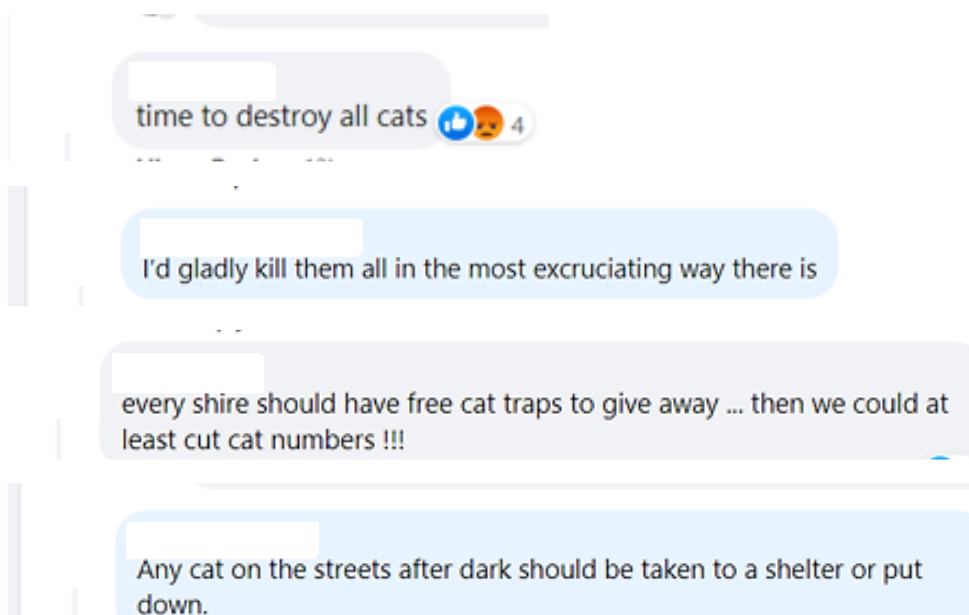 time to destroy all cats
4
I'd gladly kill them all in the most excruciating way there is
every shire should have free cat traps to give away ... then we could at
least cut cat numbers !!!
Any cat on the streets after dark should be taken to a shelter or put
down.